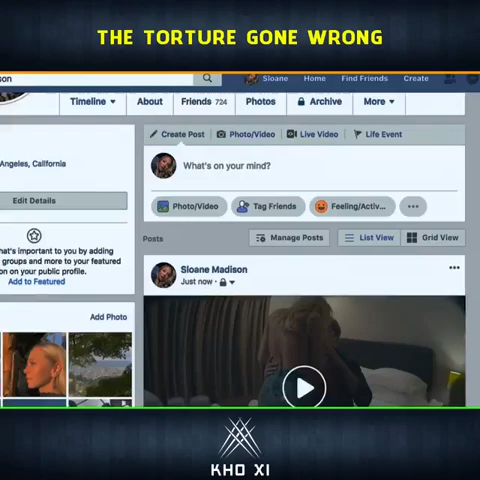 THE TORTURE GONE WRONG
son
Sloane Home Find Friends Create
Timeline About Friends 724 Photos Archive More
Angeles, California
Edit Details
hat's important to you by adding
groups and more to your featured
on on your public profile.
Add to Featured
Add Photo
Create Post Photo/Video Live Video Life Event
What's on your mind?
Photo/Video Tag Friends Feeling/Activ... •••
Posts Manage Posts List View Grid View
Sloane Madison •••
Just now ·
KHO XI